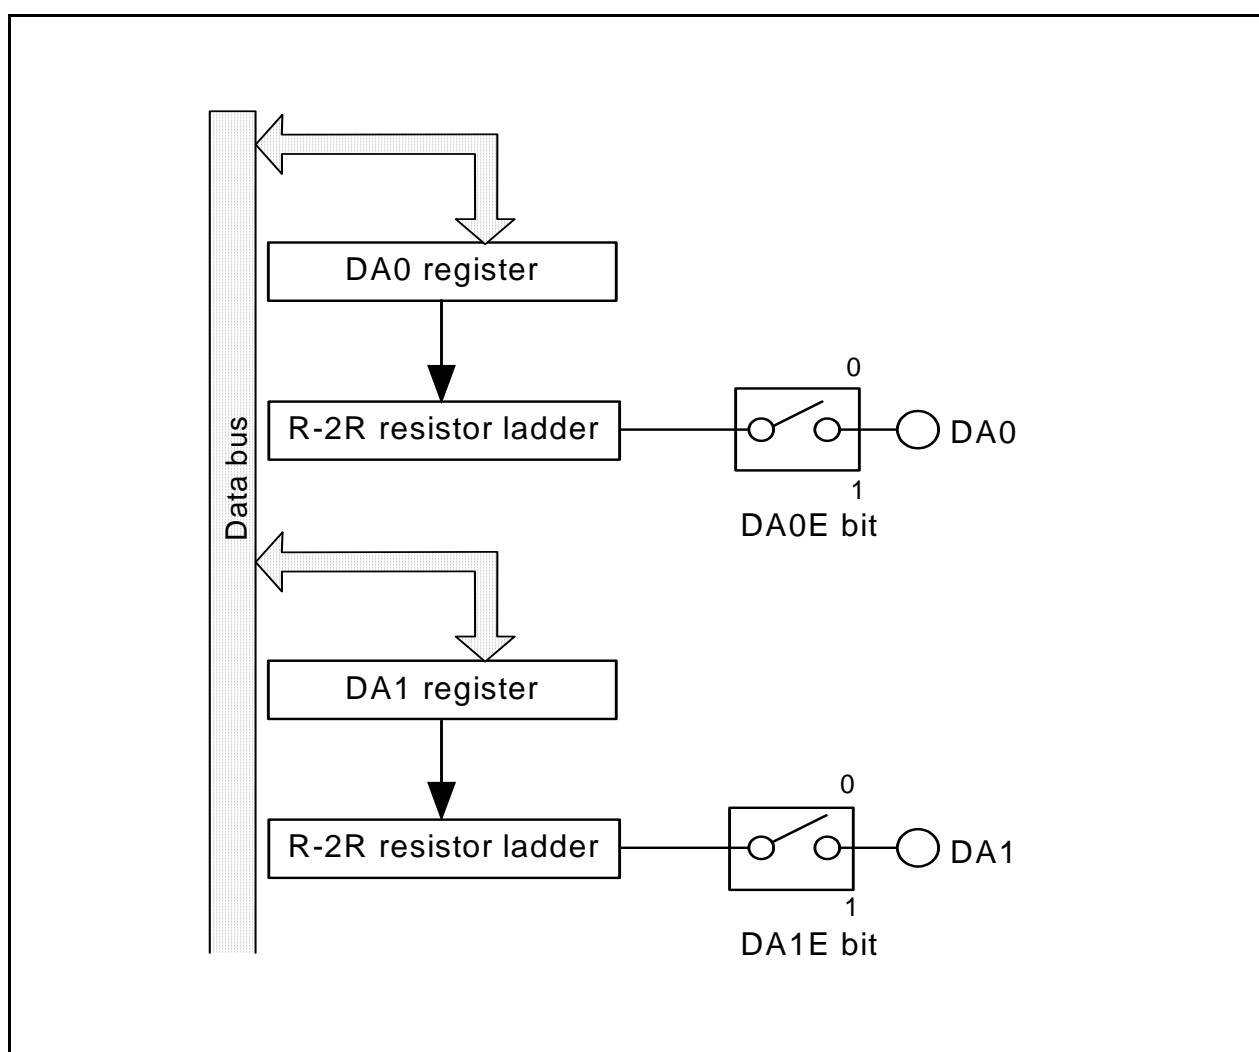 Data bus
DA0 register
R-2R resistor ladder
0
1
DA0E bit
DA0
DA1 register
R-2R resistor ladder
0
1
DA1E bit
DA1